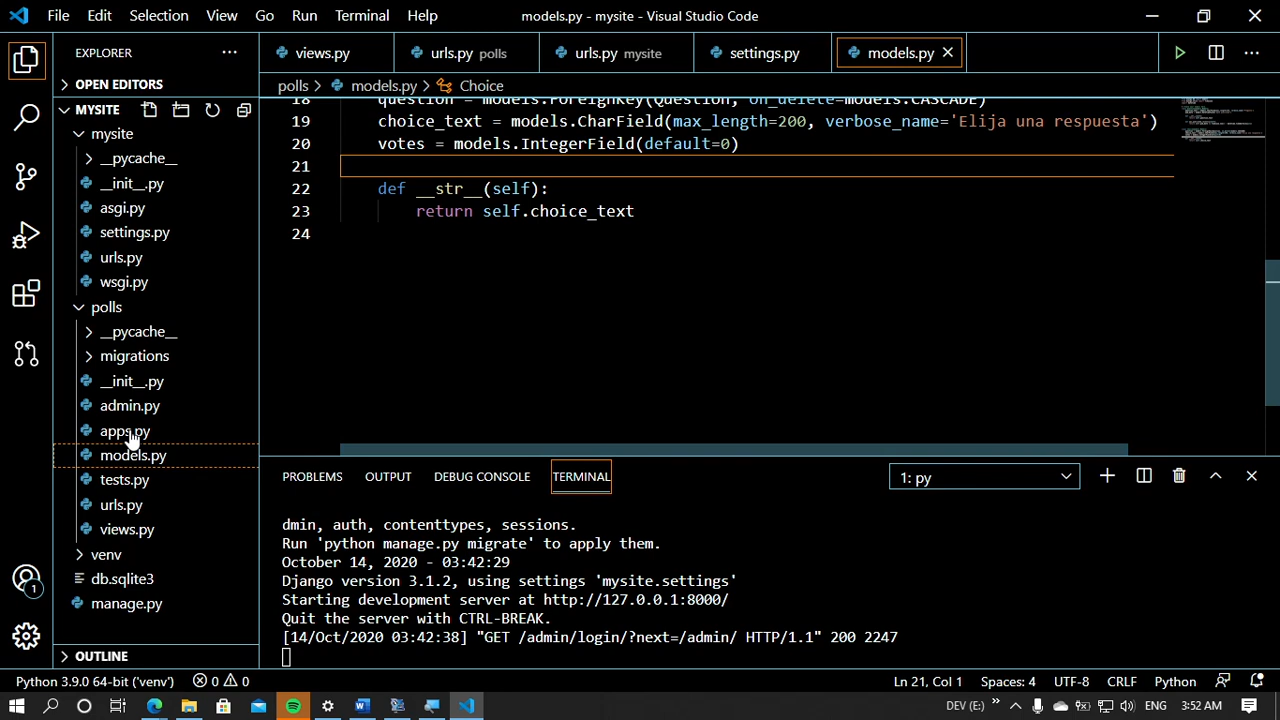 File Edit Selection View Go Run Terminal Help models.py - mysite - Visual Studio Code
EXPLORER
views.py urls.py polls urls.py mysite settings.py models.py
OPEN EDITORS
polls > models.py > Choice
MYSITE
mysite
__pycache__
__init__.py
asgi.py
settings.py
urls.py
wsgi.py
polls
__pycache__
migrations
__init__.py
admin.py
apps.py
models.py
tests.py
urls.py
views.py
venv
db.sqlite3
manage.py
OUTLINE
18 question = models.ForeignKey(Question, on_delete=models.CASCADE)
19 choice_text = models.CharField(max_length=200, verbose_name='Elija una respuesta')
20 votes = models.IntegerField(default=0)
21
22 def __str__(self):
23 return self.choice_text
24
PROBLEMS OUTPUT DEBUG CONSOLE TERMINAL 1: py
dmin, auth, contenttypes, sessions.
Run 'python manage.py migrate' to apply them.
October 14, 2020 - 03:42:29
Django version 3.1.2, using settings 'mysite.settings'
Starting development server at http://127.0.0.1:8000/
Quit the server with CTRL-BREAK.
[14/Oct/2020 03:42:38] "GET /admin/login/?next=/admin/ HTTP/1.1" 200 2247
1
Python 3.9.0 64-bit ('venv') 0 0 Ln 21, Col 1 Spaces: 4 UTF-8 CRLF Python
DEV (E:) ENG 3:52 AM